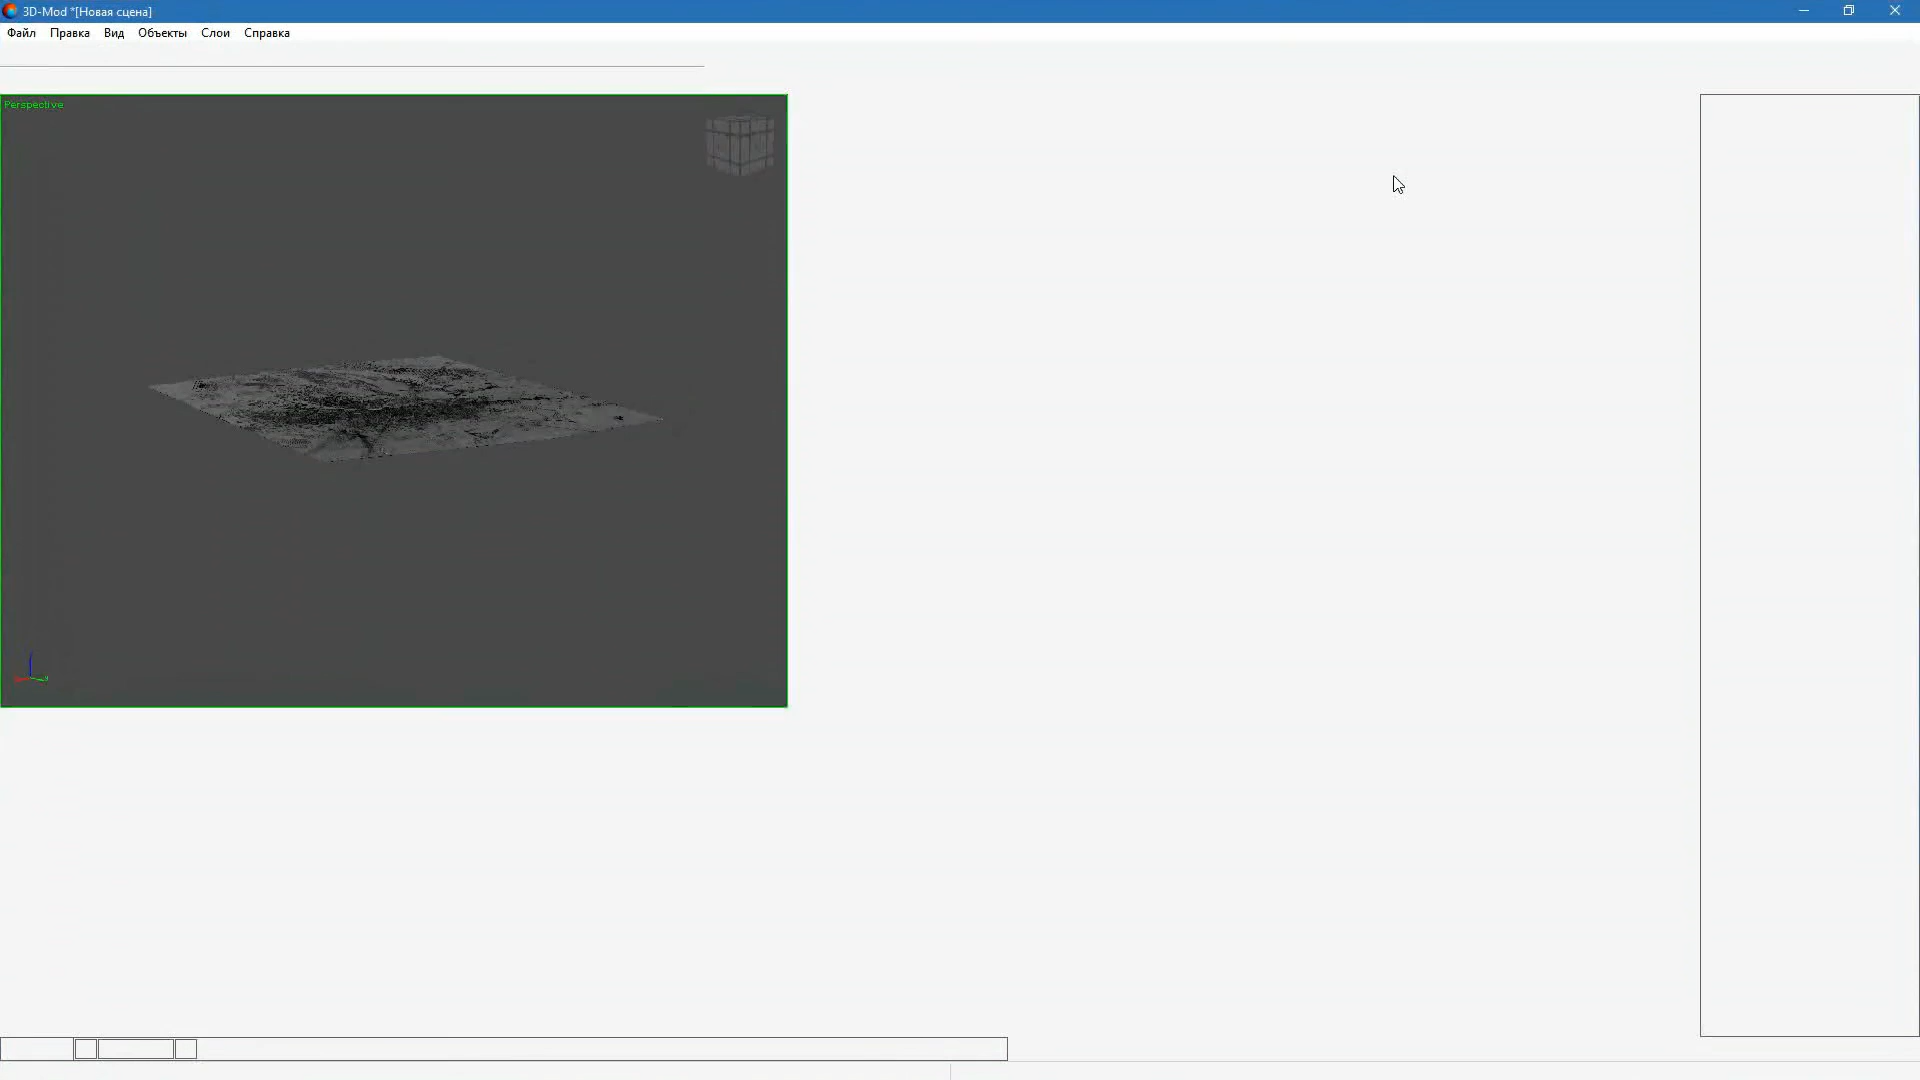 3D-Mod *[Новая сцена]
Файл Правка Вид Объекты Слои Справка
Perspective